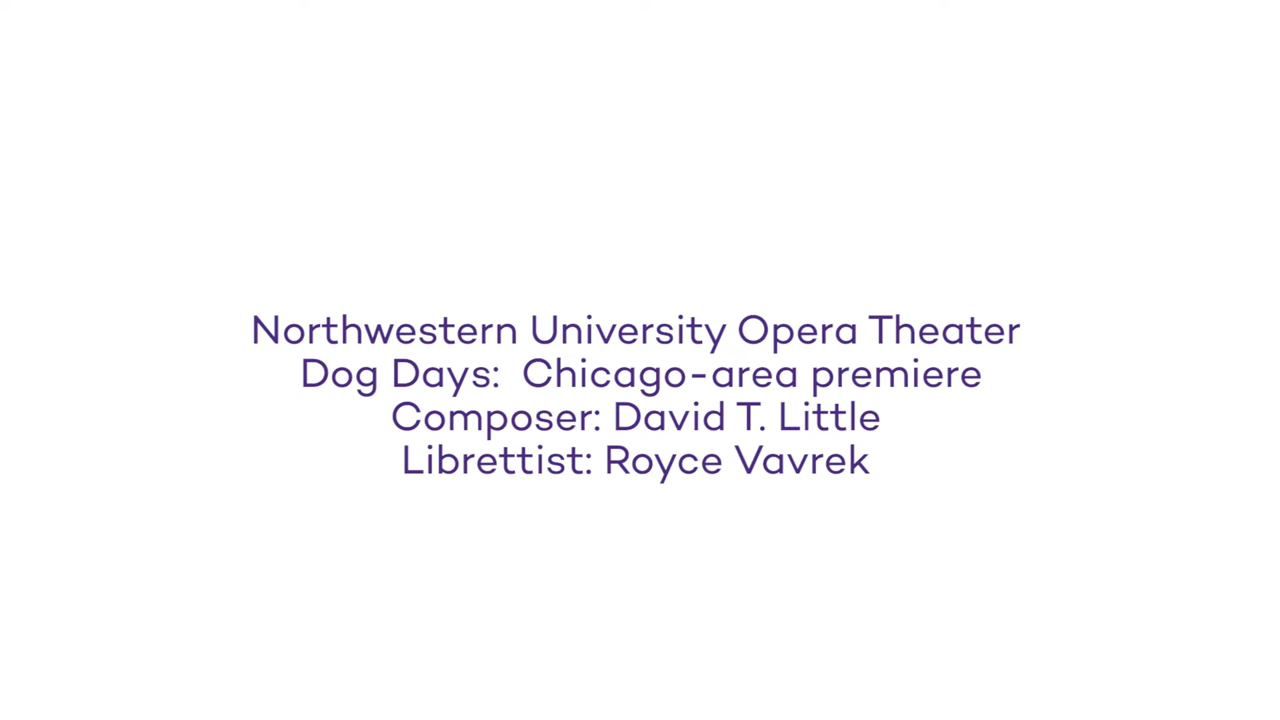 Northwestern University Opera Theater
Dog Days:  Chicago-area premiere
Composer: David T. Little
Librettist: Royce Vavrek